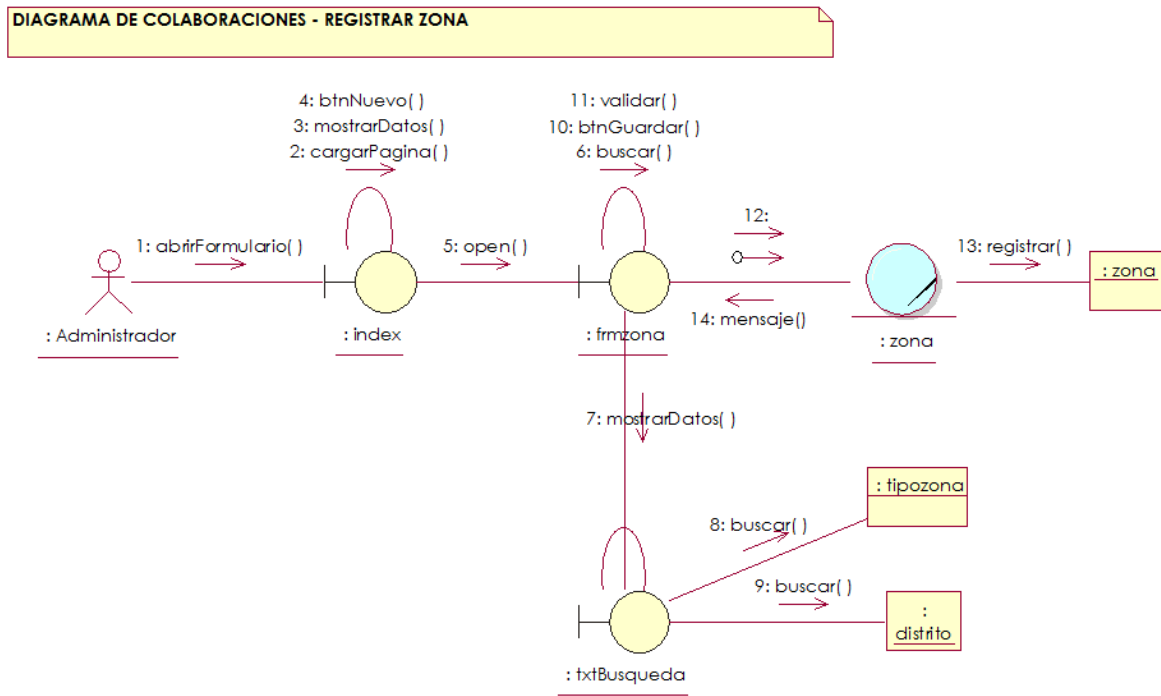 DIAGRAMA DE COLABORACIONES - REGISTRAR ZONA
4: btnNuevo( )
3: mostrarDatos( )
2: cargarPagina( )
11: validar( )
10: btnGuardar( )
6: buscar( )
1: abrirFormulario( )
5: open( )
12:
13: registrar( )
: zona
14: mensaje()
: Administrador
: index
: frmzona
: zona
7: mostrarDatos( )
: tipozona
8: buscar( )
9: buscar( )
:
distrito
: txtBusqueda